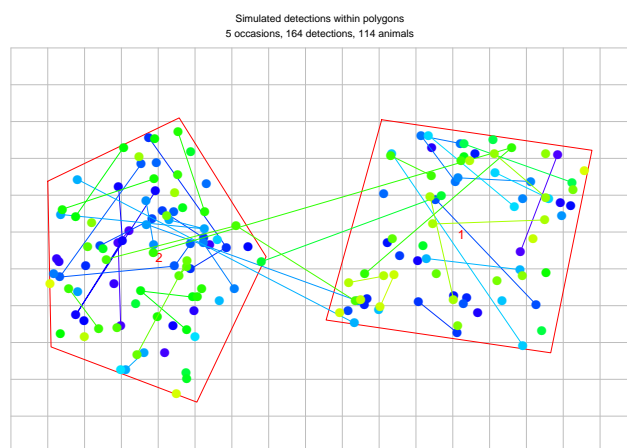 Simulated detections within polygons
5 occasions, 164 detections, 114 animals
1
2